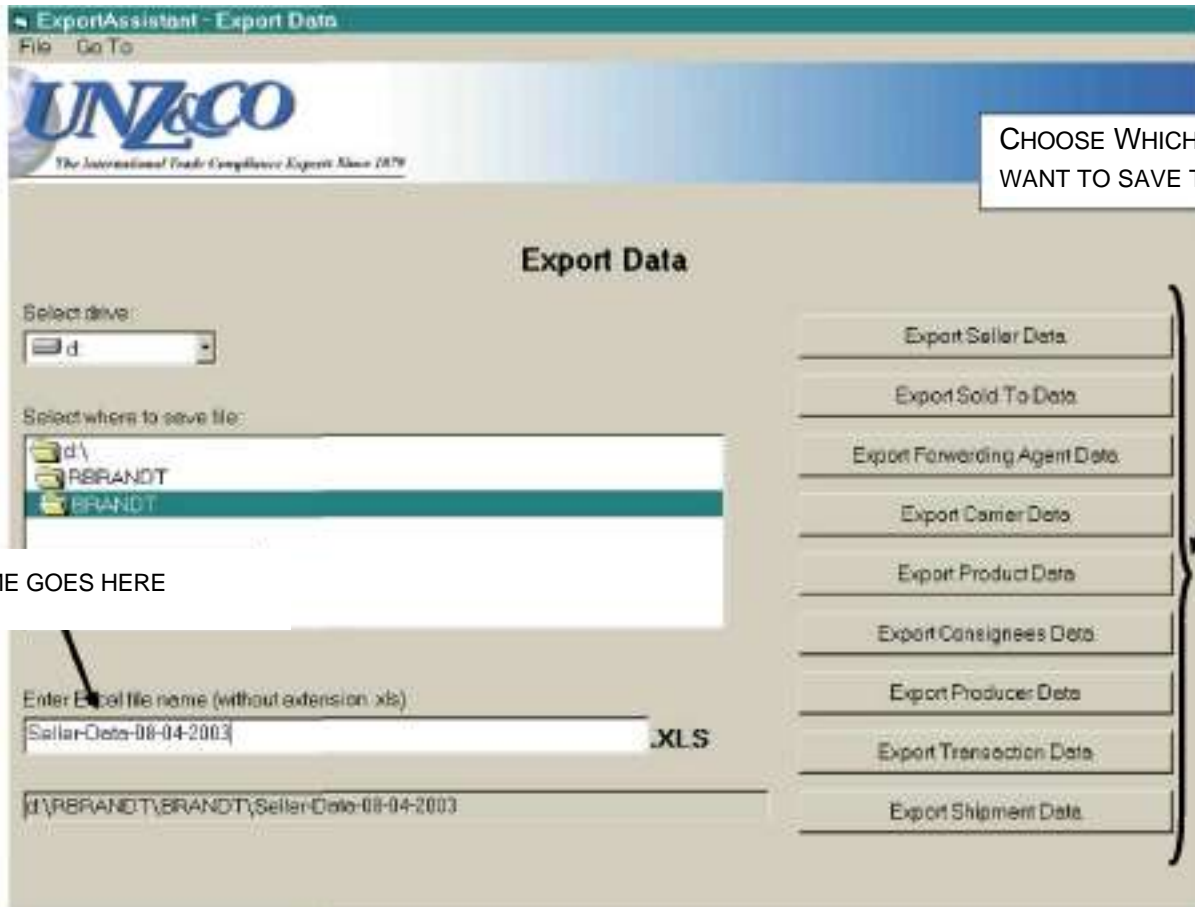 ExportAssistant - Export Data
File Go To
UNZ&CO
The International Trade Compliance Experts Since 1879
CHOOSE WHICH
WANT TO SAVE T
Export Data
Select drive:
d:
Select where to save file:
d:\
RBRANDT
BRANDT
ME GOES HERE
Enter Excel file name (without extension .xls)
Seller-Data-08-04-2003
.XLS
d:\RBRANDT\BRANDT\Seller-Data-08-04-2003
Export Seller Data
Export Sold To Data
Export Forwarding Agent Data
Export Carrier Data
Export Product Data
Export Consignees Data
Export Producer Data
Export Transaction Data
Export Shipment Data